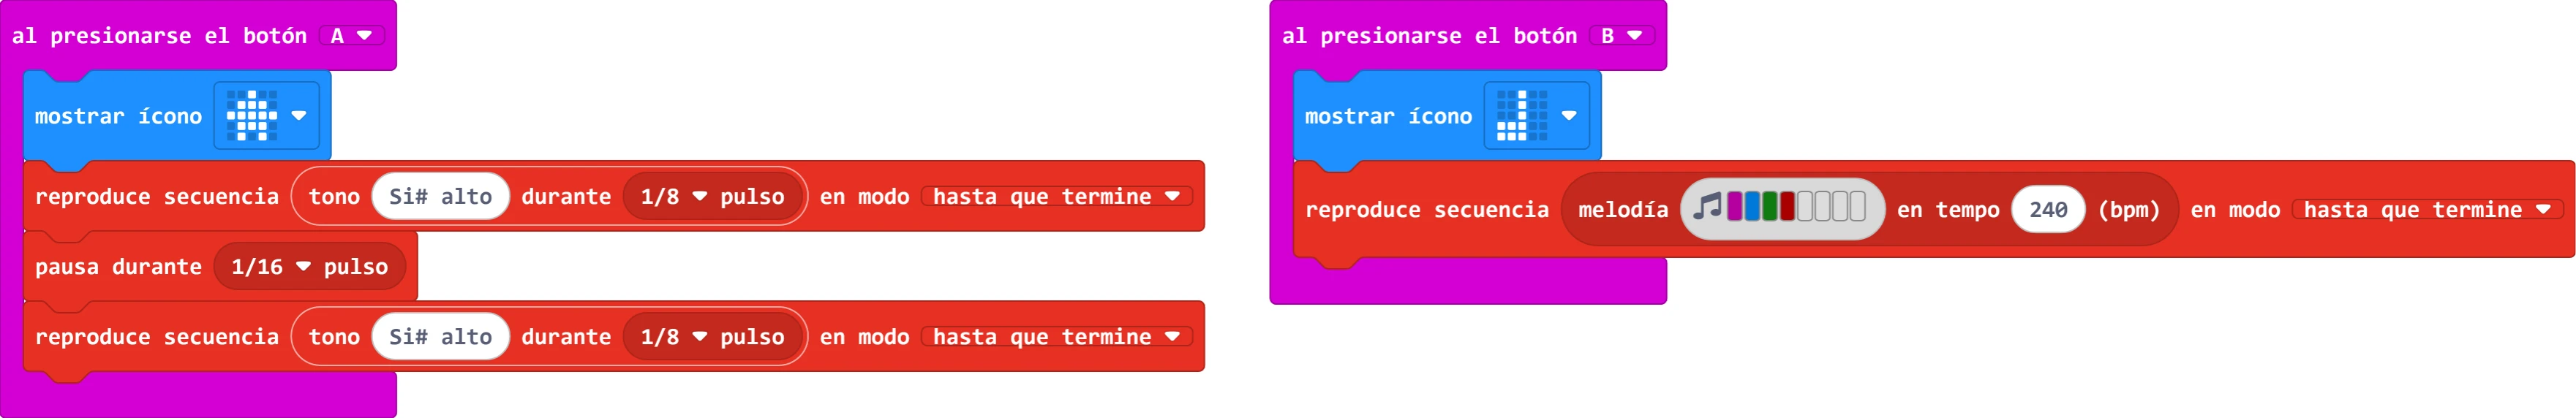 al presionarse el botón A
mostrar ícono
reproduce secuencia tono Si# alto durante 1/8 pulso en modo hasta que termine
pausa durante 1/16 pulso
reproduce secuencia tono Si# alto durante 1/8 pulso en modo hasta que termine
al presionarse el botón B
mostrar ícono
reproduce secuencia melodía en tempo 240 (bpm) en modo hasta que termine